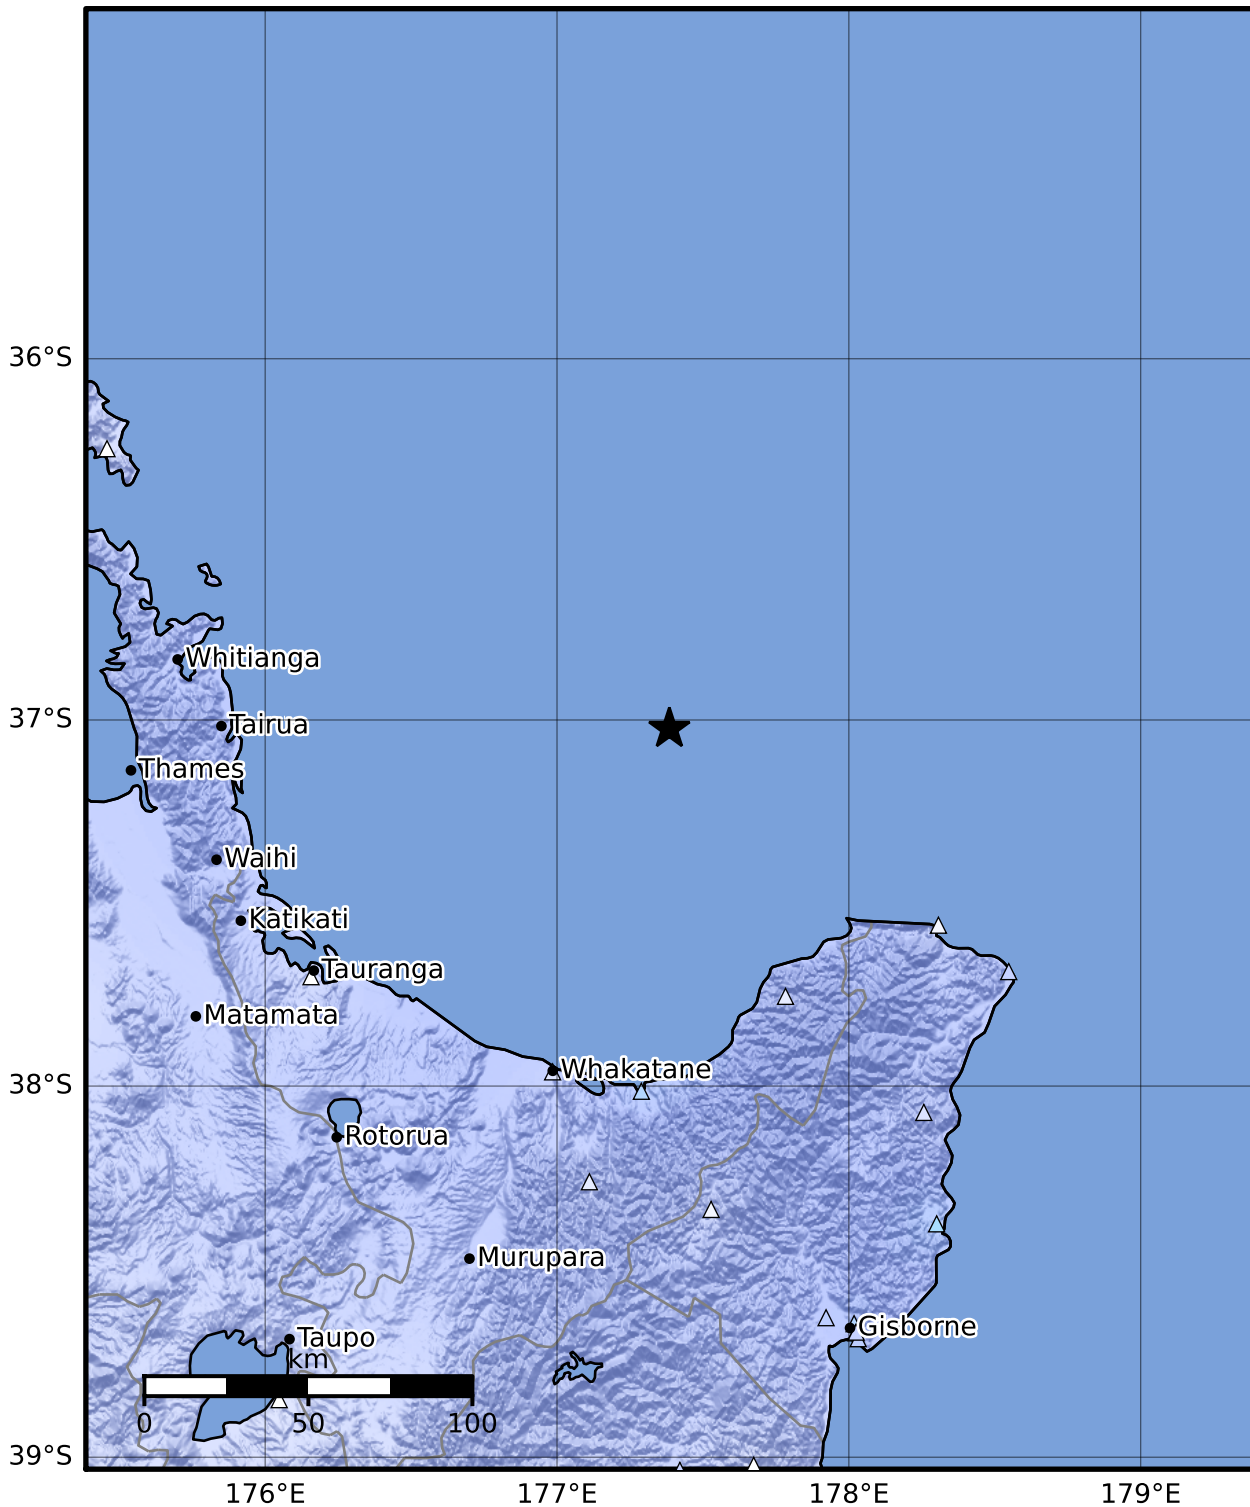 36°S
Whitianga
37°S
Tairua
Thames
Waihi
Katikati
Tauranga
Matamata
Whakatane
38°S
Rotorua
Murupara
Gisborne
Taupo
km
0 50 100
39°S
176°E 177°E 178°E 179°E